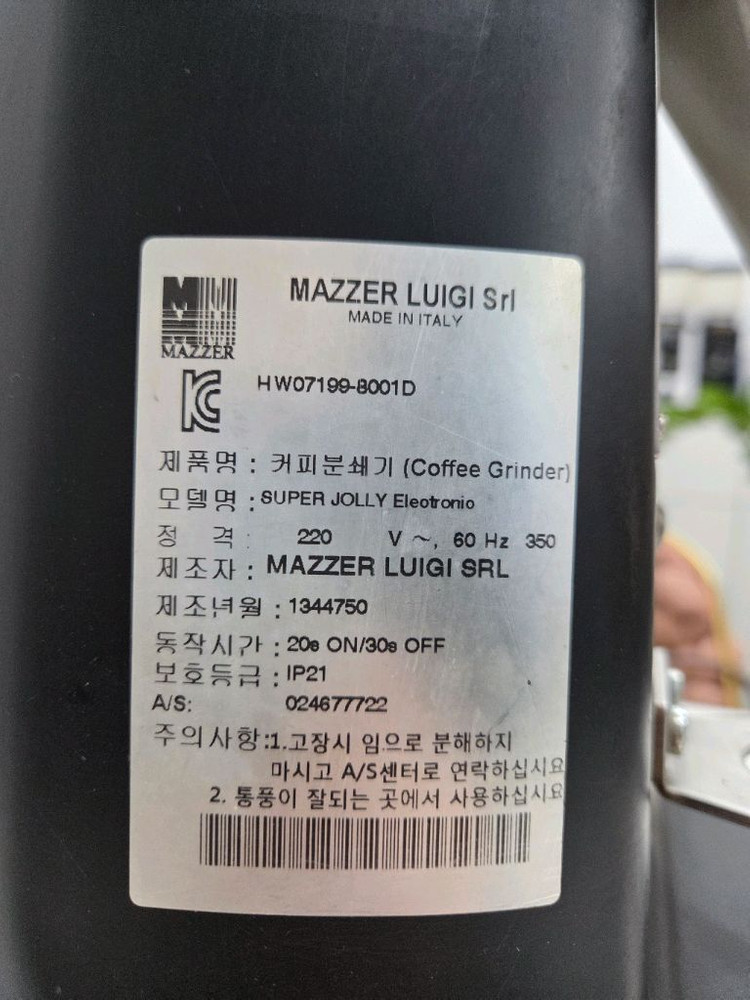 MAZZER LUIGI Srl
MADE IN ITALY
MAZZER
HW07199-8001D
제품명 : 커피분쇄기 (Coffee Grinder)
모델명 : SUPER JOLLY Eleotronio
정 격 : 220 V ~, 60 Hz 350
제조자 : MAZZER LUIGI SRL
제조년월 : 1344750
동작시간 : 20s ON/30s OFF
보호등급 : IP21
A/S: 024677722
주의사항:1.고장시 임으로 분해하지
마시고 A/S센터로 연락하십시요
2. 통풍이 잘되는 곳에서 사용하십시요